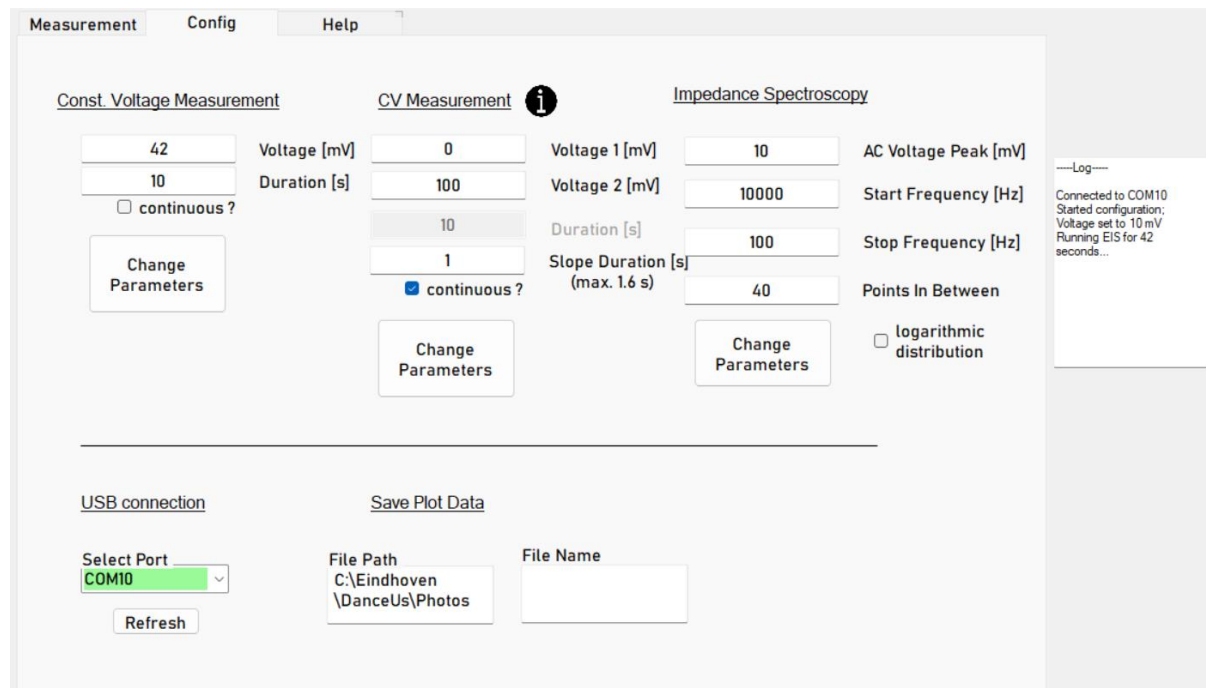 Measurement
Config
Help
Const. Voltage Measurement
42
Voltage [mV]
10
Duration [s]
continuous ?
Change
Parameters
CV Measurement
i
0
Voltage 1 [mV]
100
Voltage 2 [mV]
10
Duration [s]
1
Slope Duration [s]
(max. 1.6 s)
continuous ?
Change
Parameters
Impedance Spectroscopy
10
AC Voltage Peak [mV]
10000
Start Frequency [Hz]
100
Stop Frequency [Hz]
40
Points In Between
logarithmic
distribution
Change
Parameters
-----Log-----
Connected to COM10
Started configuration;
Voltage set to 10 mV
Running EIS for 42
seconds...
USB connection
Select Port
COM10
Refresh
Save Plot Data
File Path
C:\Eindhoven
\DanceUs\Photos
File Name